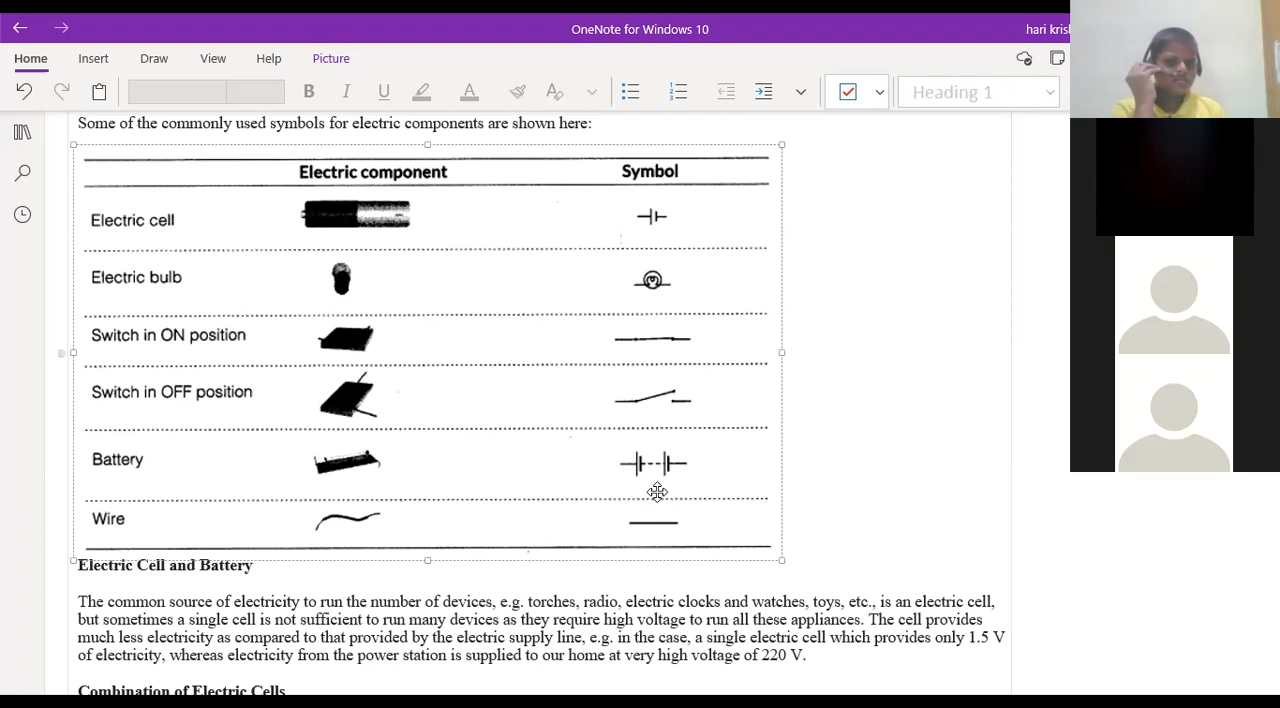 OneNote for Windows 10
hari krish
Home Insert Draw View Help Picture
B I U A Heading 1
Some of the commonly used symbols for electric components are shown here:
Electric component Symbol
Electric cell
Electric bulb
Switch in ON position
Switch in OFF position
Battery
Wire
Electric Cell and Battery
The common source of electricity to run the number of devices, e.g. torches, radio, electric clocks and watches, toys, etc., is an electric cell,
but sometimes a single cell is not sufficient to run many devices as they require high voltage to run all these appliances. The cell provides
much less electricity as compared to that provided by the electric supply line, e.g. in the case, a single electric cell which provides only 1.5 V
of electricity, whereas electricity from the power station is supplied to our home at very high voltage of 220 V.
Combination of Electric Cells